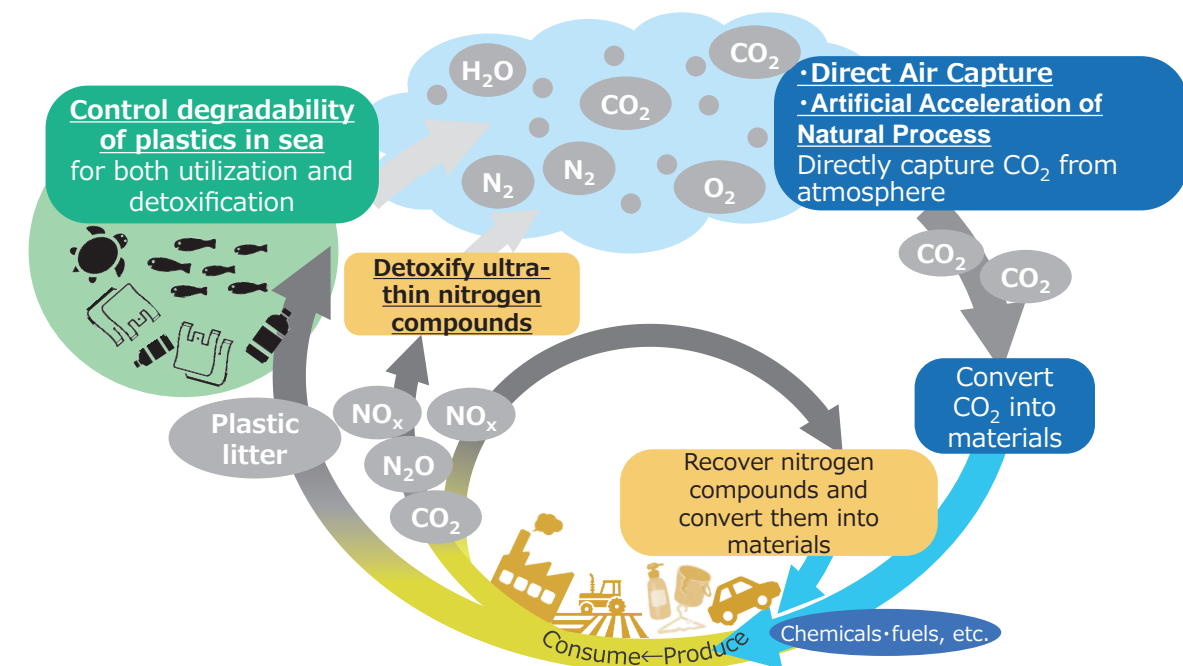 H₂O
CO₂
CO₂
N₂
N₂
O₂
・Direct Air Capture
・Artificial Acceleration of
Natural Process
Directly capture CO₂ from
atmosphere
Control degradability
of plastics in sea
for both utilization and
detoxification
Detoxify ultra-
thin nitrogen
compounds
CO₂
CO₂
Convert
CO₂ into
materials
Plastic
litter
NOₓ
NOₓ
N₂O
CO₂
Recover nitrogen
compounds and
convert them into
materials
Chemicals・fuels, etc.
Consume←Produce